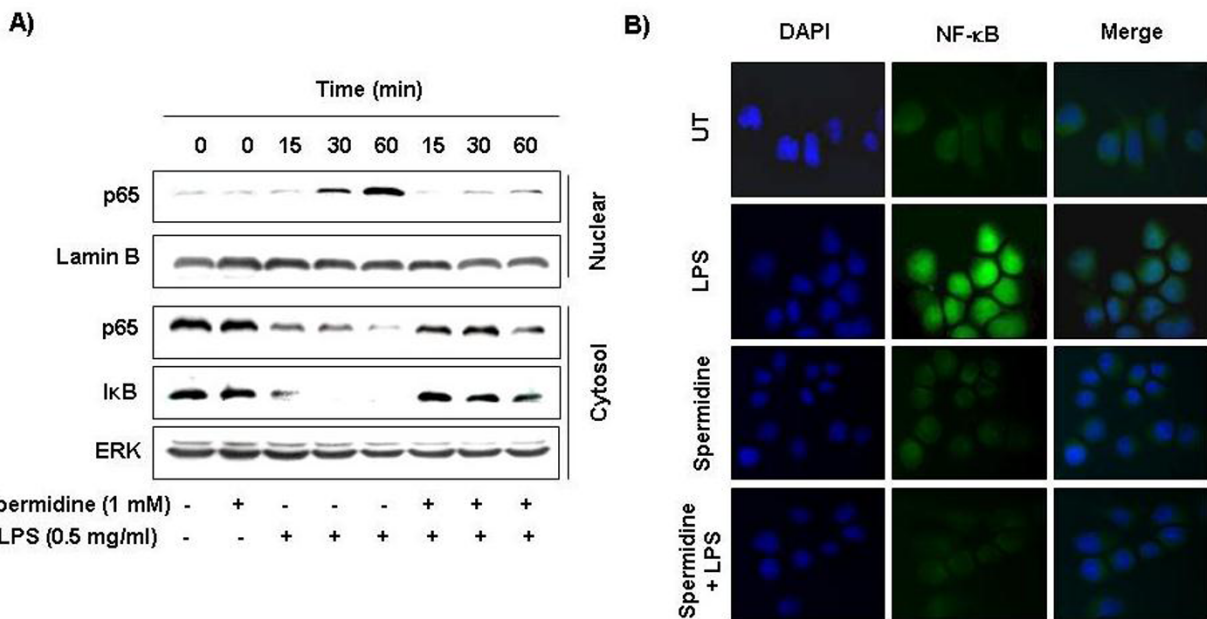 A)
Time (min)
0 0 15 30 60 15 30 60
p65
Lamin B
Nuclear
p65
IκB
ERK
Cytosol
permidine (1 mM) - + - - - + + +
LPS (0.5 mg/ml) - - + + + + + +
B)
DAPI NF-κB Merge
UT
LPS
Spermidine
Spermidine
+ LPS